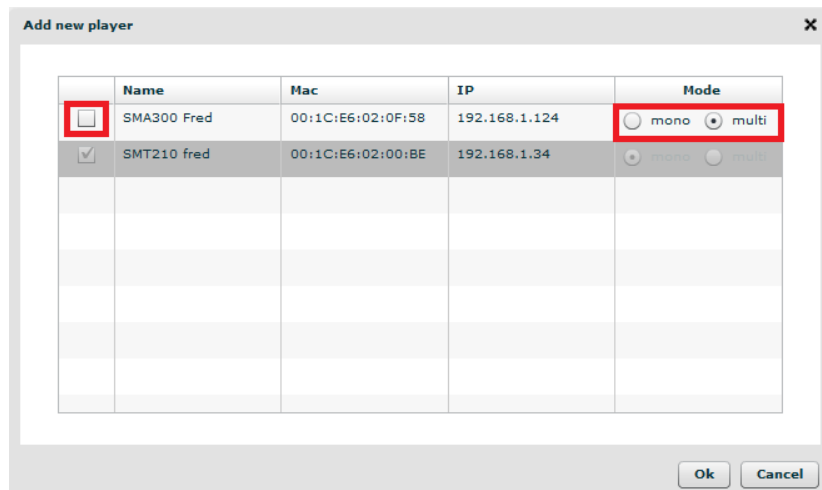 Add new player
Name Mac IP Mode
SMA300 Fred 00:1C:E6:02:0F:58 192.168.1.124 mono multi
SMT210 fred 00:1C:E6:02:00:BE 192.168.1.34 mono multi
Ok Cancel